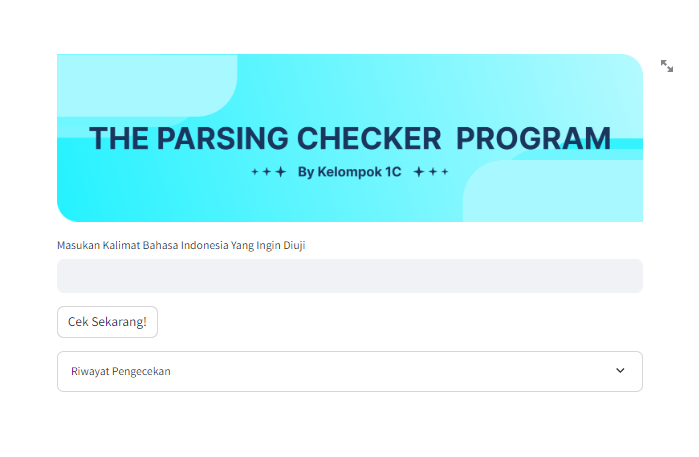 THE PARSING CHECKER PROGRAM
By Kelompok 1C
Masukan Kalimat Bahasa Indonesia Yang Ingin Diuji
Cek Sekarang!
Riwayat Pengecekan